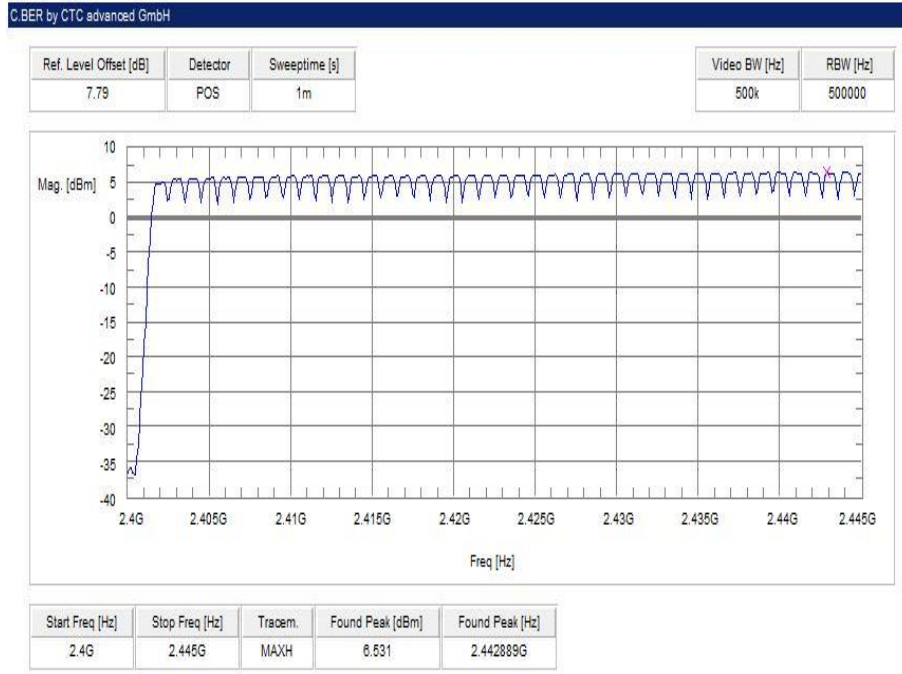 C.BER by CTC advanced GmbH
Ref. Level Offset [dB] Detector Sweeptime [s] Video BW [Hz] RBW [Hz]
7.79 POS 1m 500k 500000
10
Mag. [dBm] 5
0
-5
-10
-15
-20
-25
-30
-35
-40
2.4G 2.405G 2.41G 2.415G 2.42G 2.425G 2.43G 2.435G 2.44G 2.445G
Freq [Hz]
Start Freq [Hz] Stop Freq [Hz] Tracem. Found Peak [dBm] Found Peak [Hz]
2.4G 2.445G MAXH 6.531 2.442889G